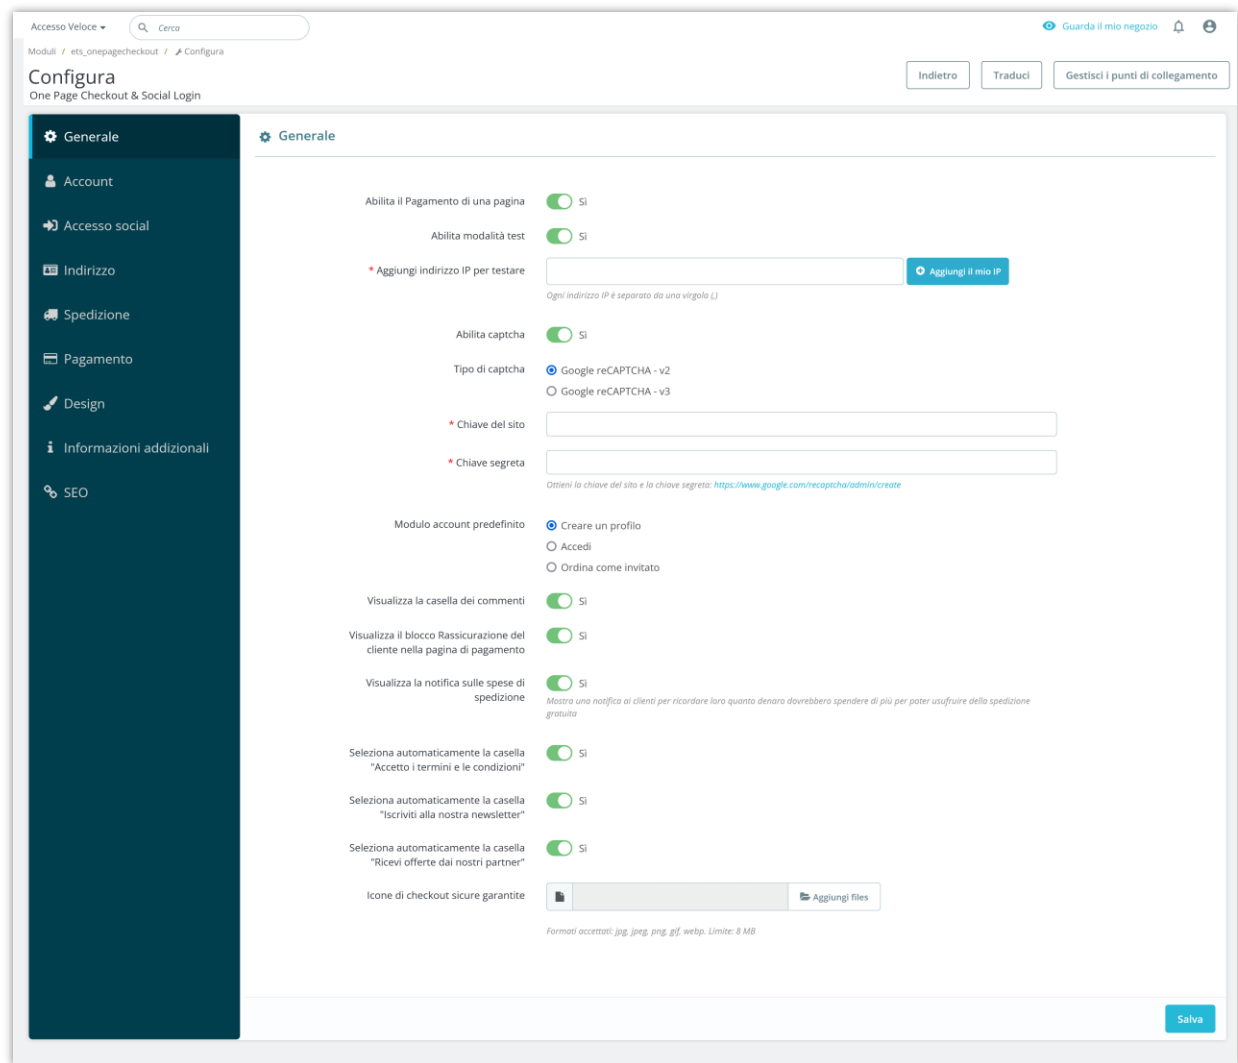 Accesso Veloce
Cerca
Guarda il mio negozio
Moduli / ets_onepagecheckout / Configura
Configura
One Page Checkout & Social Login
Indietro
Traduci
Gestisci i punti di collegamento
Generale
Account
Accesso social
Indirizzo
Spedizione
Pagamento
Design
Informazioni addizionali
SEO
Generale
Abilita il Pagamento di una pagina
Sì
Abilita modalità test
Sì
* Aggiungi indirizzo IP per testare
Aggiungi il mio IP
Ogni indirizzo IP è separato da una virgola (,)
Abilita captcha
Sì
Tipo di captcha
Google reCAPTCHA - v2
Google reCAPTCHA - v3
* Chiave del sito
* Chiave segreta
Ottieni la chiave del sito e la chiave segreta: https://www.google.com/recaptcha/admin/create
Modulo account predefinito
Creare un profilo
Accedi
Ordina come invitato
Visualizza la casella dei commenti
Sì
Visualizza il blocco Rassicurazione del
cliente nella pagina di pagamento
Sì
Visualizza la notifica sulle spese di
spedizione
Sì
Mostra una notifica ai clienti per ricordare loro quanto denaro dovrebbero spendere di più per poter usufruire della spedizione
gratuita
Seleziona automaticamente la casella
"Accetto i termini e le condizioni"
Sì
Seleziona automaticamente la casella
"Iscriviti alla nostra newsletter"
Sì
Seleziona automaticamente la casella
"Ricevi offerte dai nostri partner"
Sì
Icone di checkout sicure garantite
Aggiungi files
Formati accettati: jpg, jpeg, png, gif, webp. Limite: 8 MB
Salva